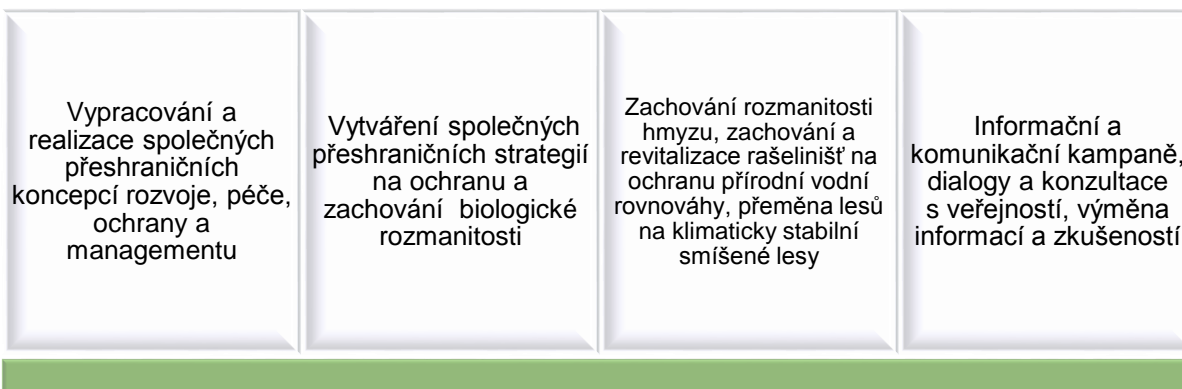 Vypracování a
realizace společných
přeshraničních
koncepcí rozvoje, péče,
ochrany a
managementu
Vytváření společných
přeshraničních strategií
na ochranu a
zachování biologické
rozmanitosti
Zachování rozmanitosti
hmyzu, zachování a
revitalizace rašelinišť na
ochranu přírodní vodní
rovnováhy, přeměna lesů
na klimaticky stabilní
smíšené lesy
Informační a
komunikační kampaně,
dialogy a konzultace
s veřejností, výměna
informací a zkušeností